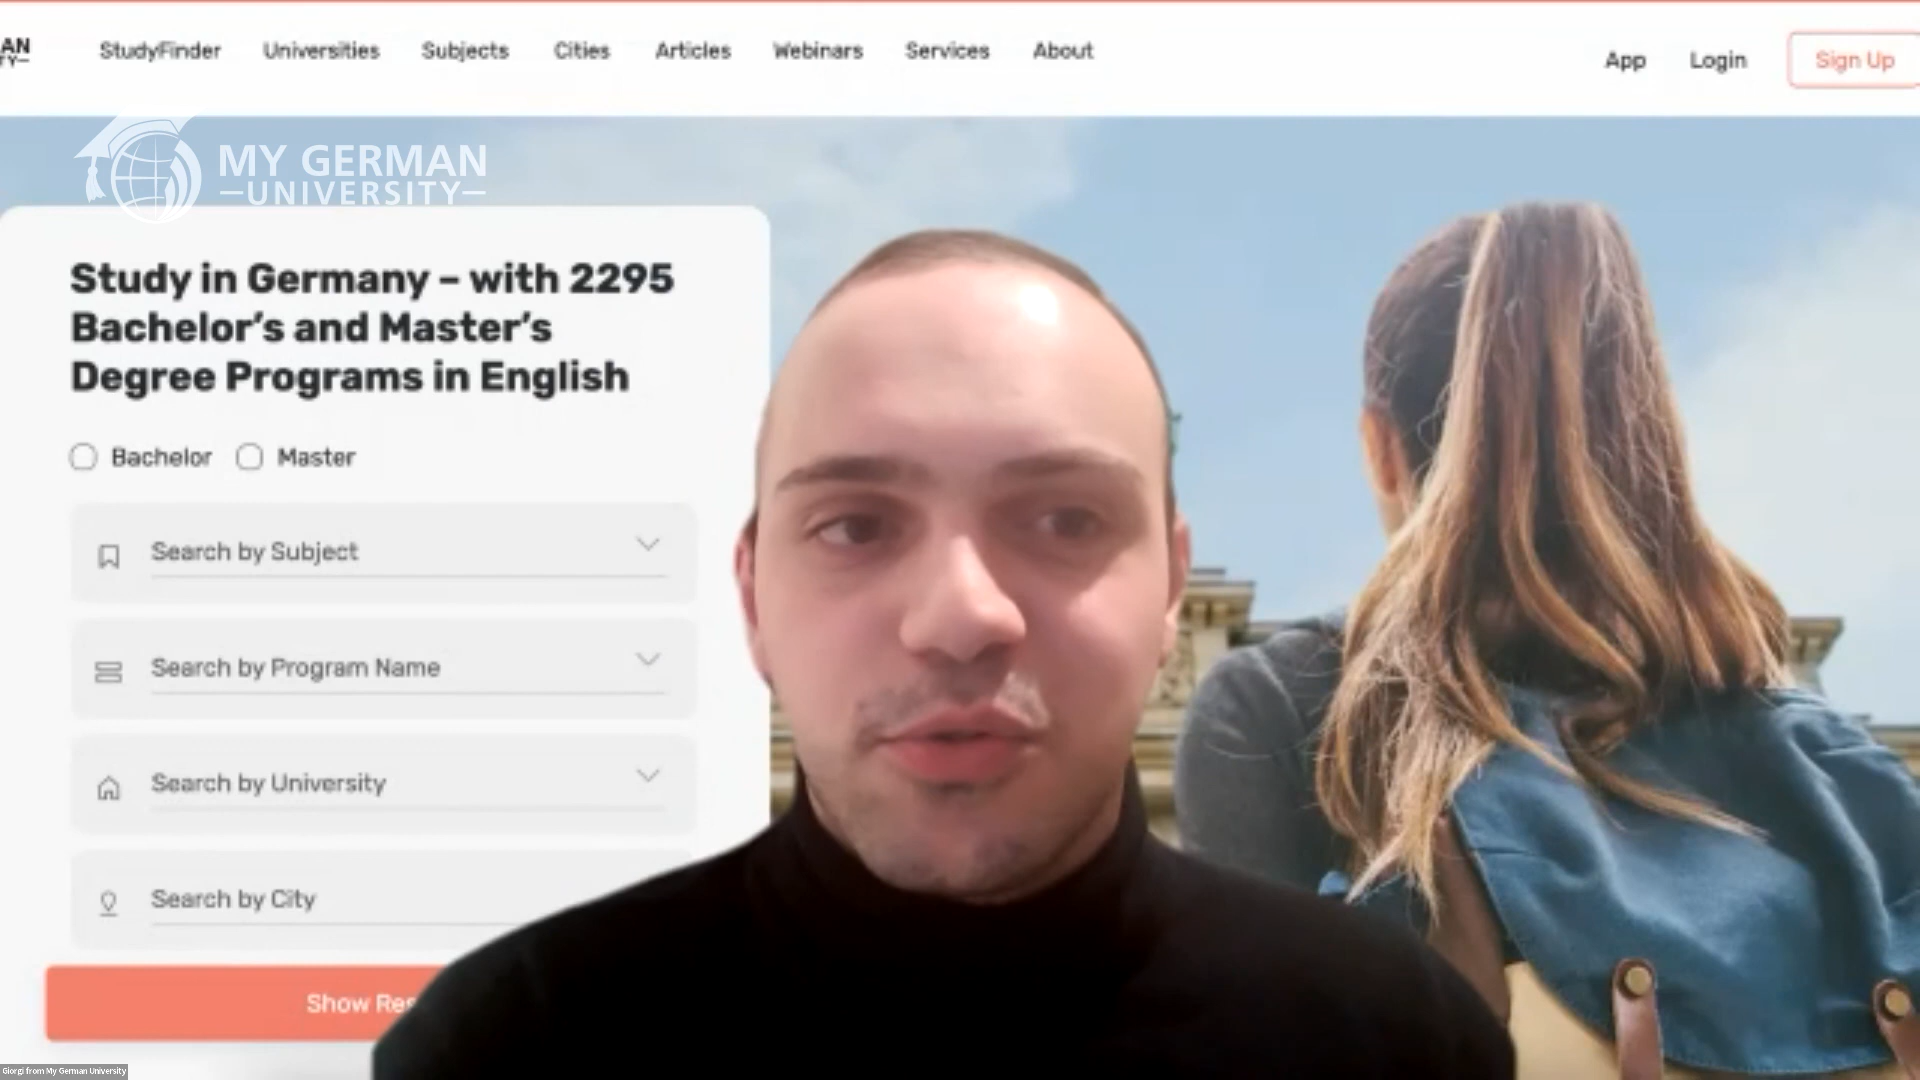 AN
TY–
StudyFinder
Universities
Subjects
Cities
Articles
Webinars
Services
About
App
Login
Sign Up
MY GERMAN
–UNIVERSITY–
Study in Germany – with 2295
Bachelor's and Master's
Degree Programs in English
Bachelor
Master
Search by Subject
Search by Program Name
Search by University
Search by City
Show Res
Giorgi from My German University